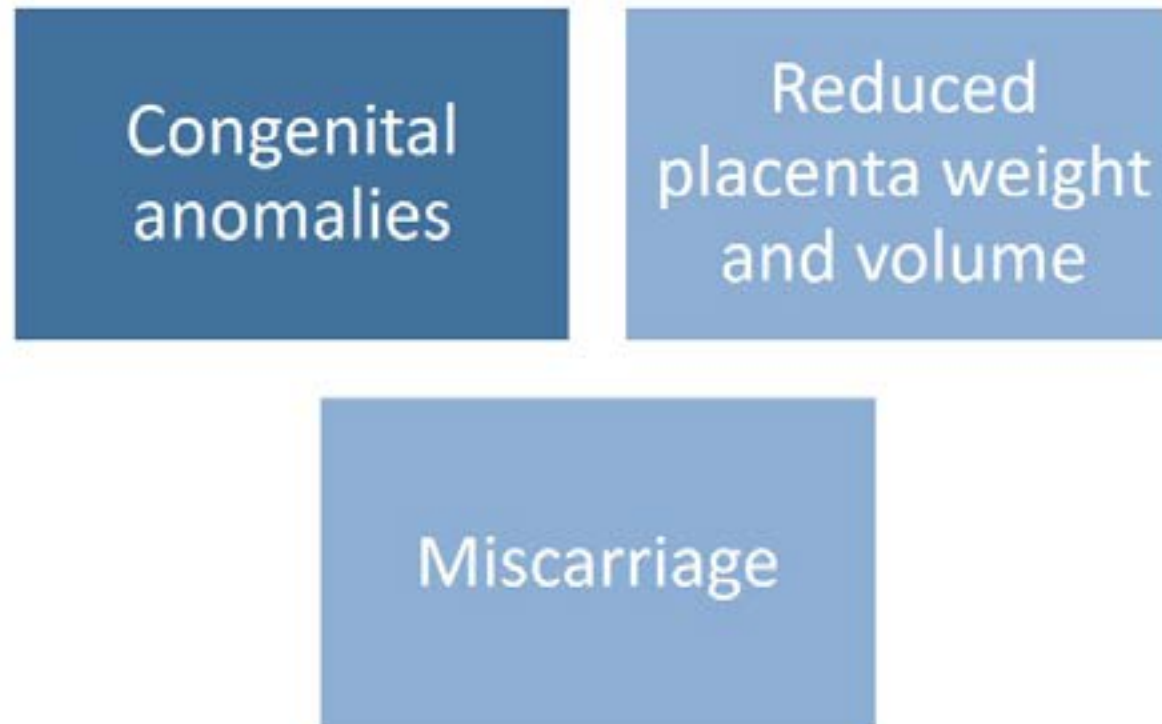 Congenital
anomalies
Reduced
placenta weight
and volume
Miscarriage